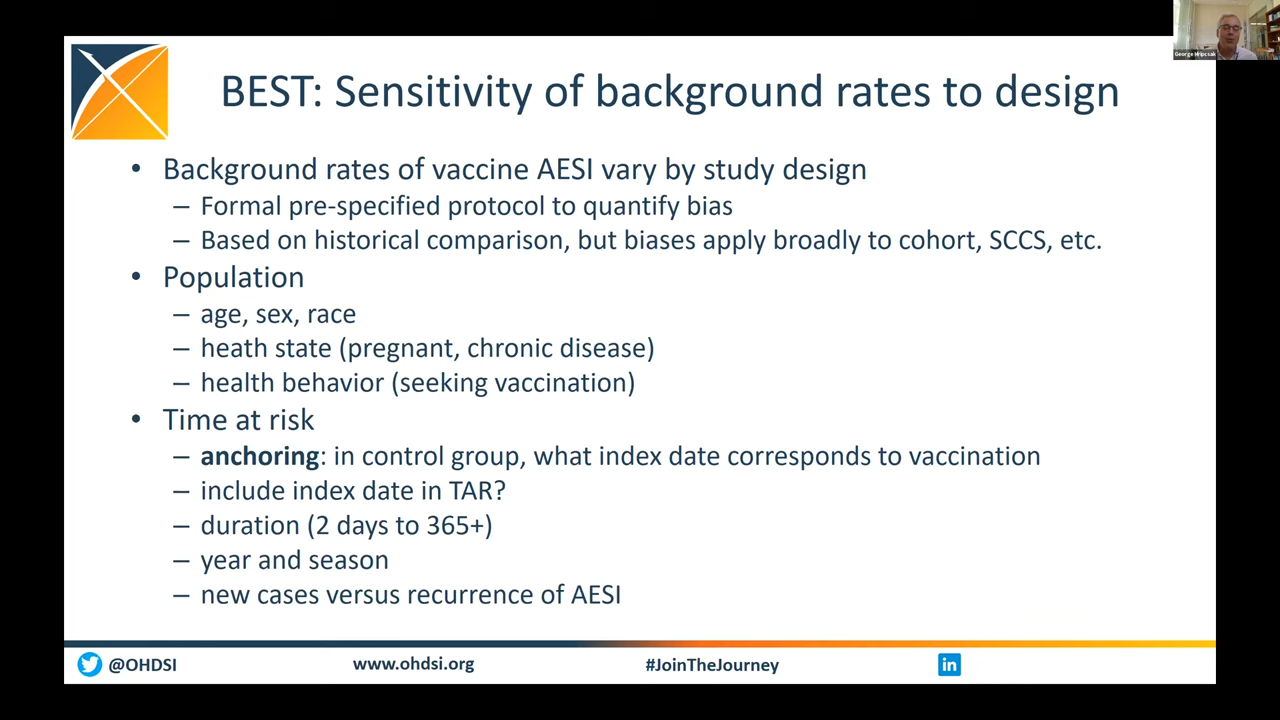 George Hripcsak
BEST: Sensitivity of background rates to design
• Background rates of vaccine AESI vary by study design
– Formal pre-specified protocol to quantify bias
– Based on historical comparison, but biases apply broadly to cohort, SCCS, etc.
• Population
– age, sex, race
– heath state (pregnant, chronic disease)
– health behavior (seeking vaccination)
• Time at risk
– anchoring: in control group, what index date corresponds to vaccination
– include index date in TAR?
– duration (2 days to 365+)
– year and season
– new cases versus recurrence of AESI
@OHDSI
www.ohdsi.org
#JoinTheJourney
in